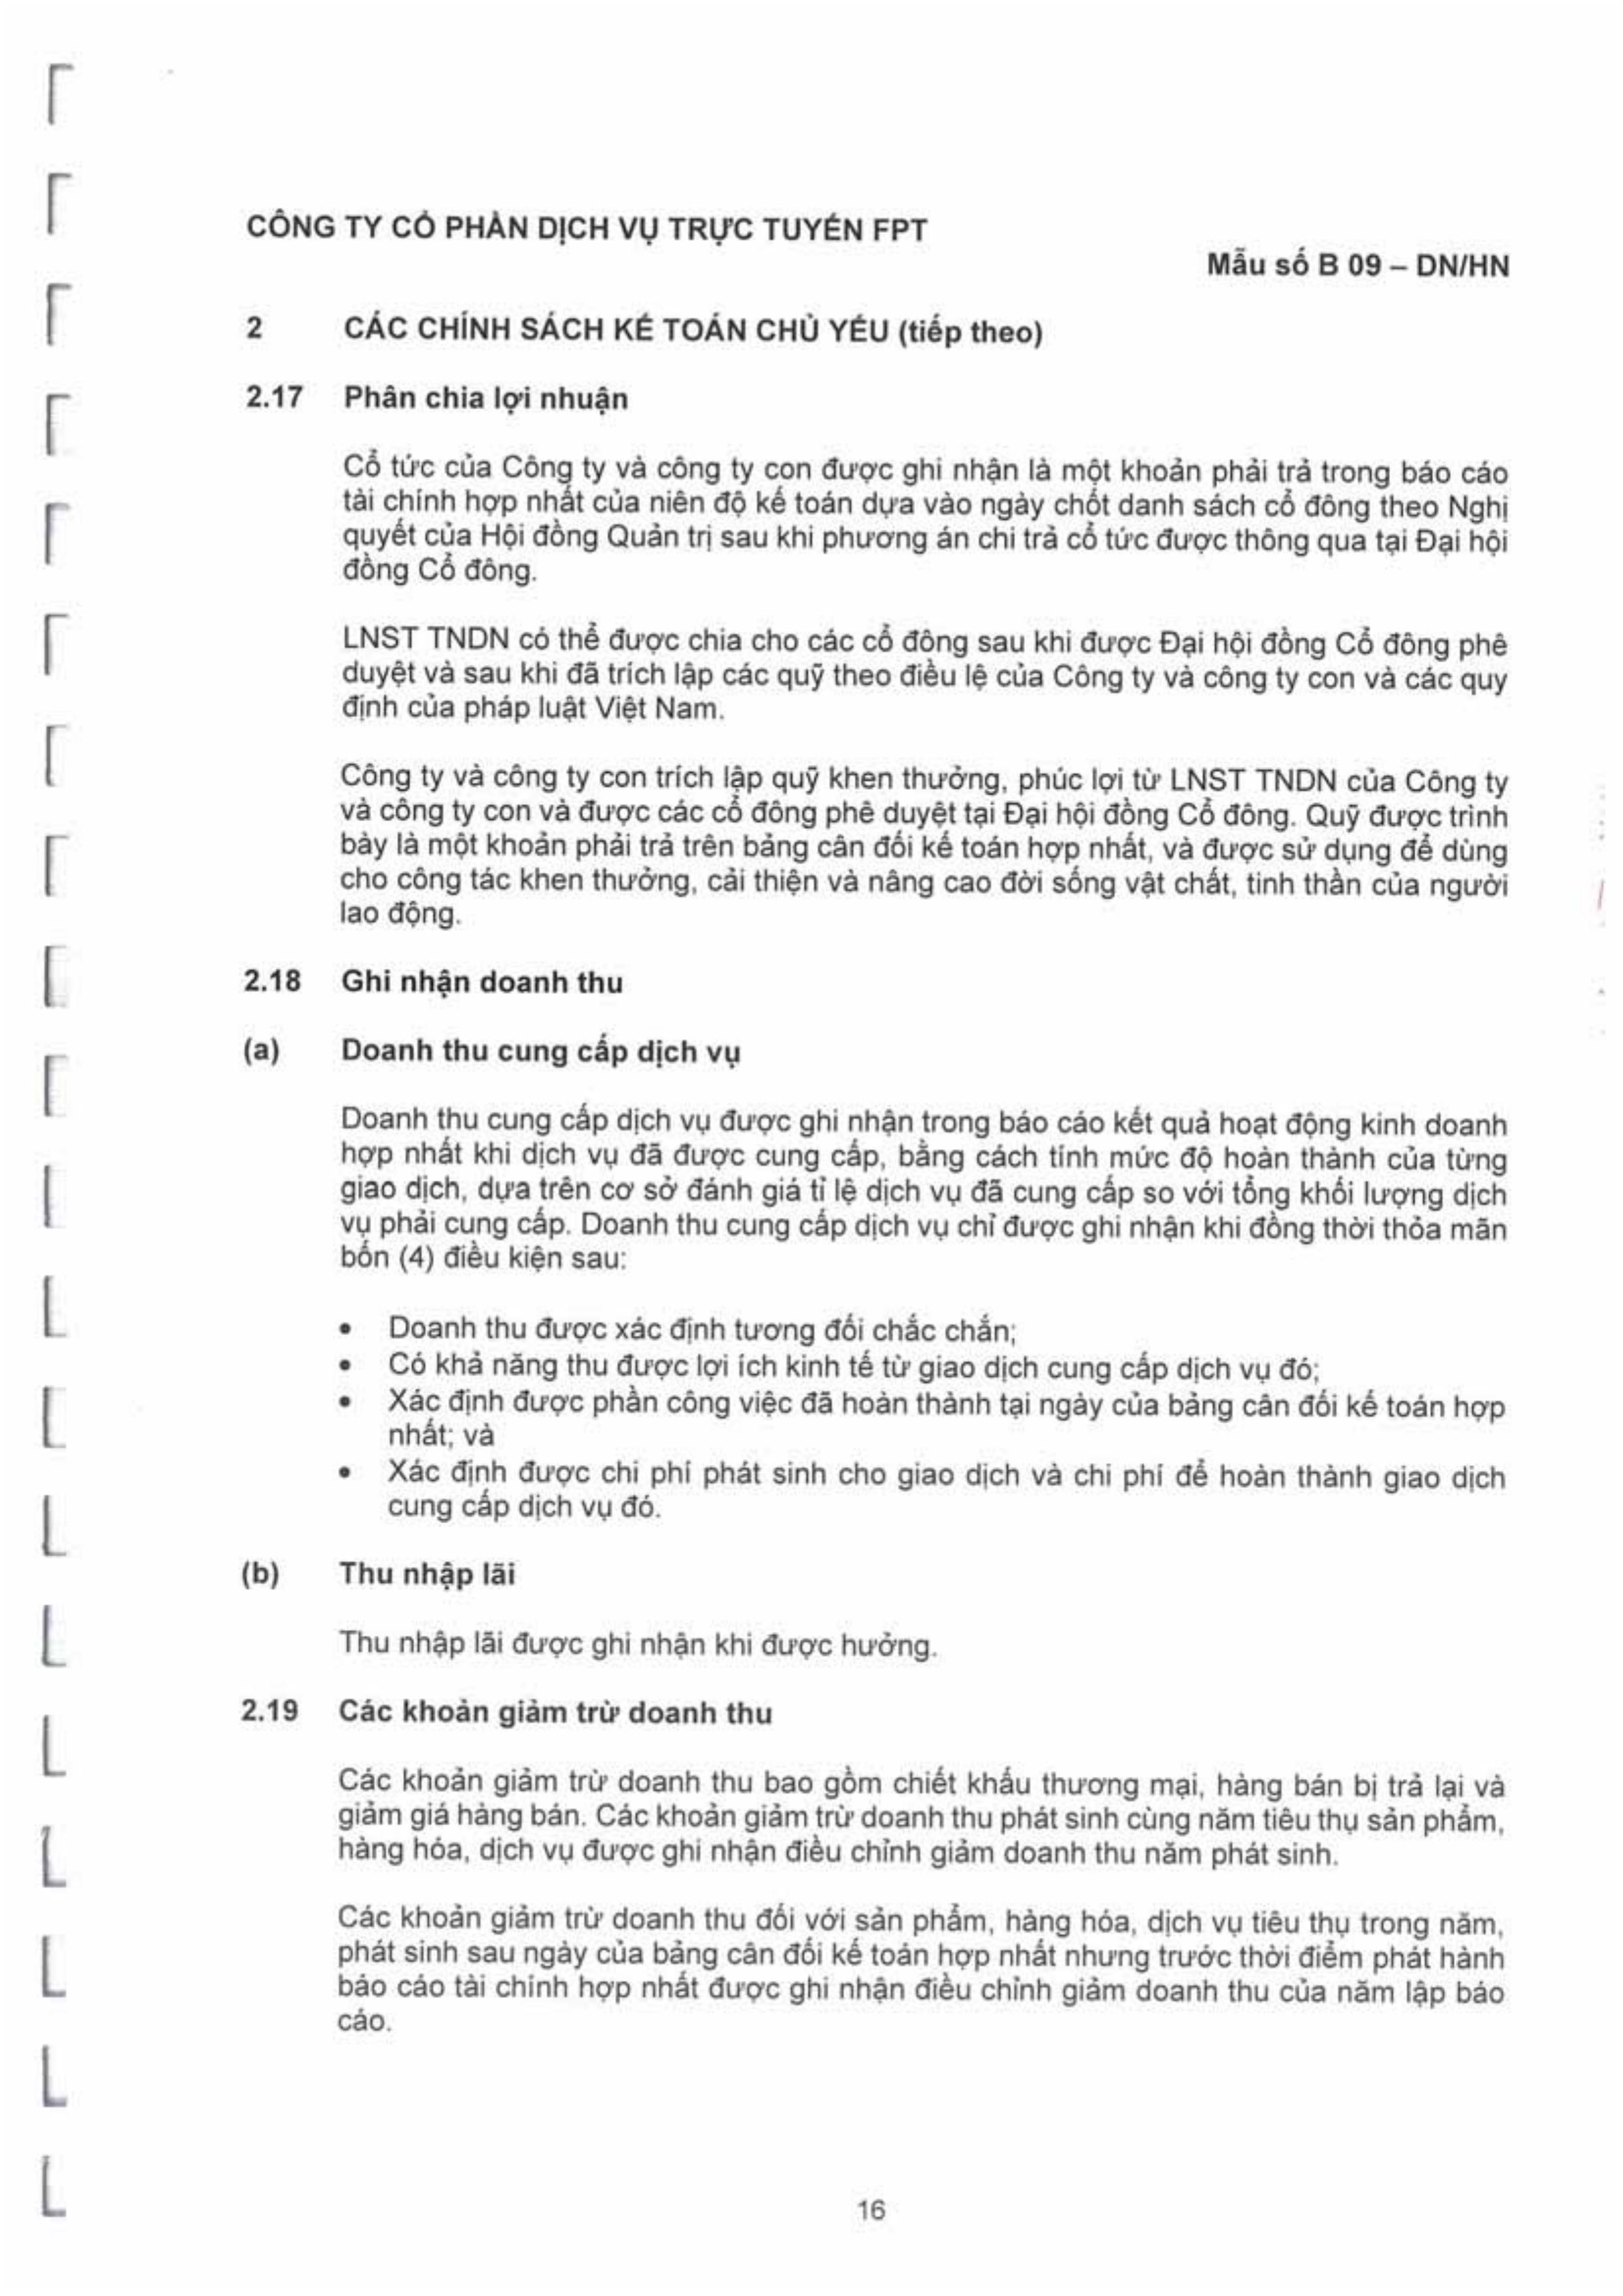 CÔNG TY CỔ PHẦN DỊCH VỤ TRỰC TUYẾN FPT
Mẫu số B 09 – DN/HN
2 CÁC CHÍNH SÁCH KẾ TOÁN CHỦ YẾU (tiếp theo)
2.17 Phân chia lợi nhuận
Cổ tức của Công ty và công ty con được ghi nhận là một khoản phải trả trong báo cáo
tài chính hợp nhất của niên độ kế toán dựa vào ngày chốt danh sách cổ đông theo Nghị
quyết của Hội đồng Quản trị sau khi phương án chi trả cổ tức được thông qua tại Đại hội
đồng Cổ đông.
LNST TNDN có thể được chia cho các cổ đông sau khi được Đại hội đồng Cổ đông phê
duyệt và sau khi đã trích lập các quỹ theo điều lệ của Công ty và công ty con và các quy
định của pháp luật Việt Nam.
Công ty và công ty con trích lập quỹ khen thưởng, phúc lợi từ LNST TNDN của Công ty
và công ty con và được các cổ đông phê duyệt tại Đại hội đồng Cổ đông. Quỹ được trình
bày là một khoản phải trả trên bảng cân đối kế toán hợp nhất, và được sử dụng để dùng
cho công tác khen thưởng, cải thiện và nâng cao đời sống vật chất, tinh thần của người
lao động.
2.18 Ghi nhận doanh thu
(a) Doanh thu cung cấp dịch vụ
Doanh thu cung cấp dịch vụ được ghi nhận trong báo cáo kết quả hoạt động kinh doanh
hợp nhất khi dịch vụ đã được cung cấp, bằng cách tính mức độ hoàn thành của từng
giao dịch, dựa trên cơ sở đánh giá tỉ lệ dịch vụ đã cung cấp so với tổng khối lượng dịch
vụ phải cung cấp. Doanh thu cung cấp dịch vụ chỉ được ghi nhận khi đồng thời thỏa mãn
bốn (4) điều kiện sau:
• Doanh thu được xác định tương đối chắc chắn;
• Có khả năng thu được lợi ích kinh tế từ giao dịch cung cấp dịch vụ đó;
• Xác định được phần công việc đã hoàn thành tại ngày của bảng cân đối kế toán hợp
nhất; và
• Xác định được chi phí phát sinh cho giao dịch và chi phí để hoàn thành giao dịch
cung cấp dịch vụ đó.
(b) Thu nhập lãi
Thu nhập lãi được ghi nhận khi được hưởng.
2.19 Các khoản giảm trừ doanh thu
Các khoản giảm trừ doanh thu bao gồm chiết khấu thương mại, hàng bán bị trả lại và
giảm giá hàng bán. Các khoản giảm trừ doanh thu phát sinh cùng năm tiêu thụ sản phẩm,
hàng hóa, dịch vụ được ghi nhận điều chỉnh giảm doanh thu năm phát sinh.
Các khoản giảm trừ doanh thu đối với sản phẩm, hàng hóa, dịch vụ tiêu thụ trong năm,
phát sinh sau ngày của bảng cân đối kế toán hợp nhất nhưng trước thời điểm phát hành
báo cáo tài chính hợp nhất được ghi nhận điều chỉnh giảm doanh thu của năm lập báo
cáo.
16